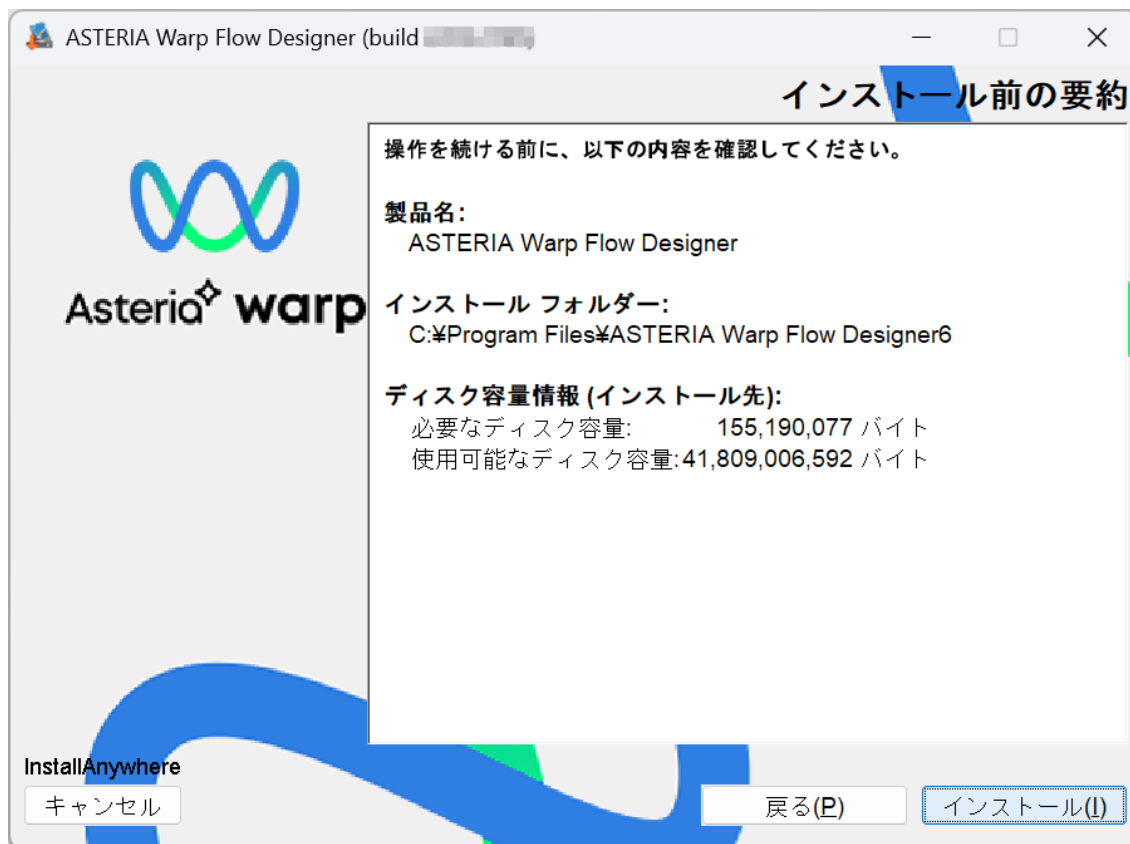 ASTERIA Warp Flow Designer (build
インストール前の要約
Asteria warp
操作を続ける前に、以下の内容を確認してください。
製品名:
ASTERIA Warp Flow Designer
インストール フォルダー:
C:¥Program Files¥ASTERIA Warp Flow Designer6
ディスク容量情報 (インストール先):
必要なディスク容量: 155,190,077 バイト
使用可能なディスク容量: 41,809,006,592 バイト
InstallAnywhere
キャンセル
戻る(P)
インストール(I)